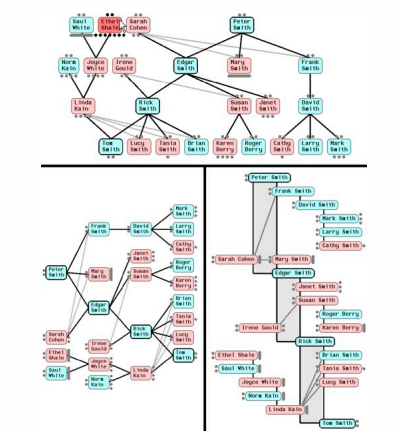 Saul
White
Ethel
Shale
Sarah
Cohen
Peter
Smith
Norm
Kain
Joyce
White
Irene
Gould
Edgar
Smith
Mary
Smith
Frank
Smith
Linda
Kain
Rick
Smith
Susan
Smith
Janet
Smith
David
Smith
Tom
Smith
Lucy
Smith
Tania
Smith
Brian
Smith
Karen
Berry
Roger
Berry
Cathy
Smith
Larry
Smith
Mark
Smith
Mark
Smith
Frank
Smith
David
Smith
Larry
Smith
Cathy
Smith
Janet
Smith
Peter
Smith
Mary
Smith
Susan
Smith
Roger
Berry
Karen
Berry
Edgar
Smith
Brian
Smith
Tania
Smith
Sarah
Cohen
Irene
Gould
Rick
Smith
Lucy
Smith
Ethel
Shale
Joyce
White
Tom
Smith
Saul
White
Norm
Kain
Linda
Kain
Peter Smith
Frank Smith
David Smith
Mark Smith
Larry Smith
Cathy Smith
Sarah Cohen
Mary Smith
Edgar Smith
Janet Smith
Susan Smith
Roger Berry
Irene Gould
Karen Berry
Rick Smith
Ethel Shale
Brian Smith
Saul White
Tania Smith
Joyce White
Lucy Smith
Norm Kain
Linda Kain
Tom Smith